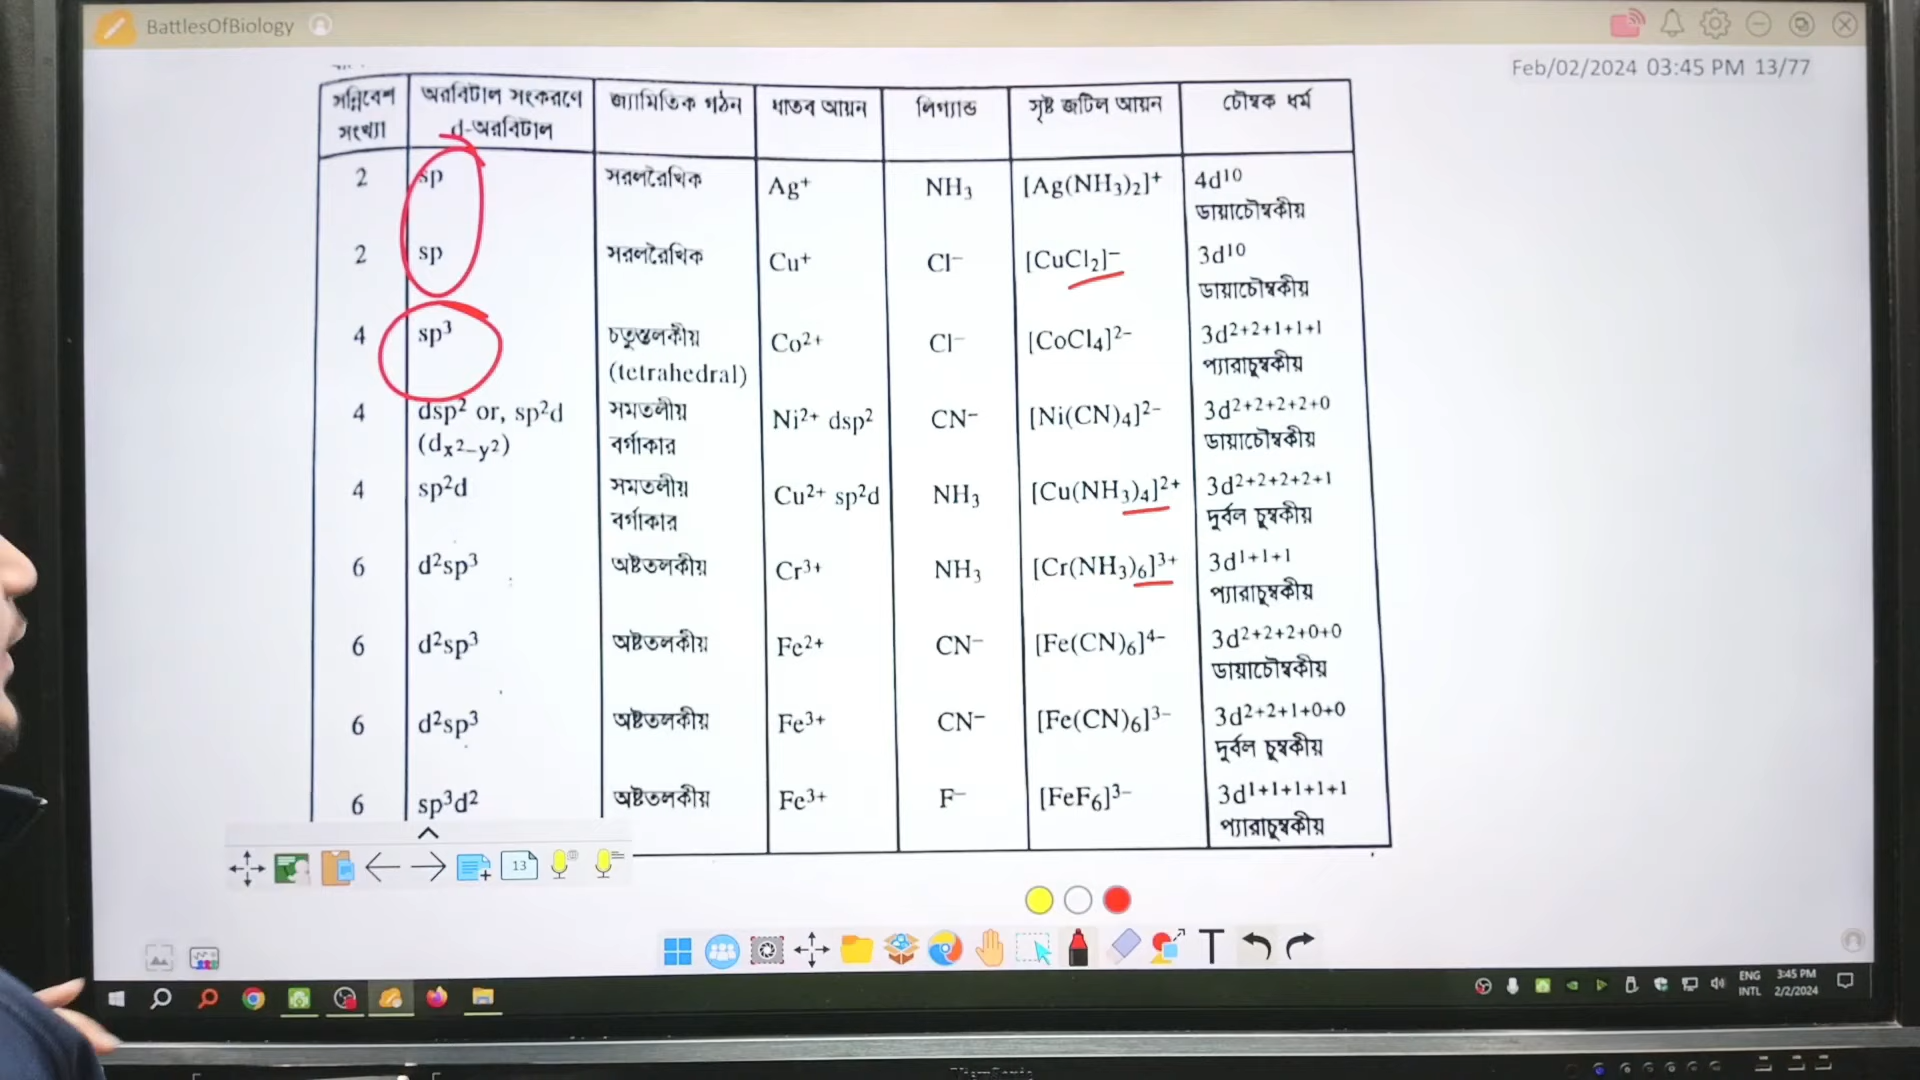 BattlesOfBiology
Feb/02/2024 03:45 PM 13/77
সন্নিবেশ সংখ্যা | অরবিটাল সংকরণে d-অরবিটাল | জ্যামিতিক গঠন | ধাতব আয়ন | লিগ্যান্ড | সৃষ্ট জটিল আয়ন | চৌম্বক ধর্ম
2 | sp | সরলরৈখিক | Ag⁺ | NH₃ | [Ag(NH₃)₂]⁺ | 4d¹⁰ ডায়াচৌম্বকীয়
2 | sp | সরলরৈখিক | Cu⁺ | Cl⁻ | [CuCl₂]⁻ | 3d¹⁰ ডায়াচৌম্বকীয়
4 | sp³ | চতুস্তলকীয় (tetrahedral) | Co²⁺ | Cl⁻ | [CoCl₄]²⁻ | 3d²⁺²⁺¹⁺¹⁺¹ প্যারাচুম্বকীয়
4 | dsp² or, sp²d (dx²−y²) | সমতলীয় বর্গাকার | Ni²⁺ dsp² | CN⁻ | [Ni(CN)₄]²⁻ | 3d²⁺²⁺²⁺²⁺⁰ ডায়াচৌম্বকীয়
4 | sp²d | সমতলীয় বর্গাকার | Cu²⁺ sp²d | NH₃ | [Cu(NH₃)₄]²⁺ | 3d²⁺²⁺²⁺²⁺¹ দুর্বল চুম্বকীয়
6 | d²sp³ | অষ্টতলকীয় | Cr³⁺ | NH₃ | [Cr(NH₃)₆]³⁺ | 3d¹⁺¹⁺¹ প্যারাচুম্বকীয়
6 | d²sp³ | অষ্টতলকীয় | Fe²⁺ | CN⁻ | [Fe(CN)₆]⁴⁻ | 3d²⁺²⁺²⁺⁰⁺⁰ ডায়াচৌম্বকীয়
6 | d²sp³ | অষ্টতলকীয় | Fe³⁺ | CN⁻ | [Fe(CN)₆]³⁻ | 3d²⁺²⁺¹⁺⁰⁺⁰ দুর্বল চুম্বকীয়
6 | sp³d² | অষ্টতলকীয় | Fe³⁺ | F⁻ | [FeF₆]³⁻ | 3d¹⁺¹⁺¹⁺¹⁺¹ প্যারাচুম্বকীয়
13
T
ENG 3:45 PM
INTL 2/2/2024